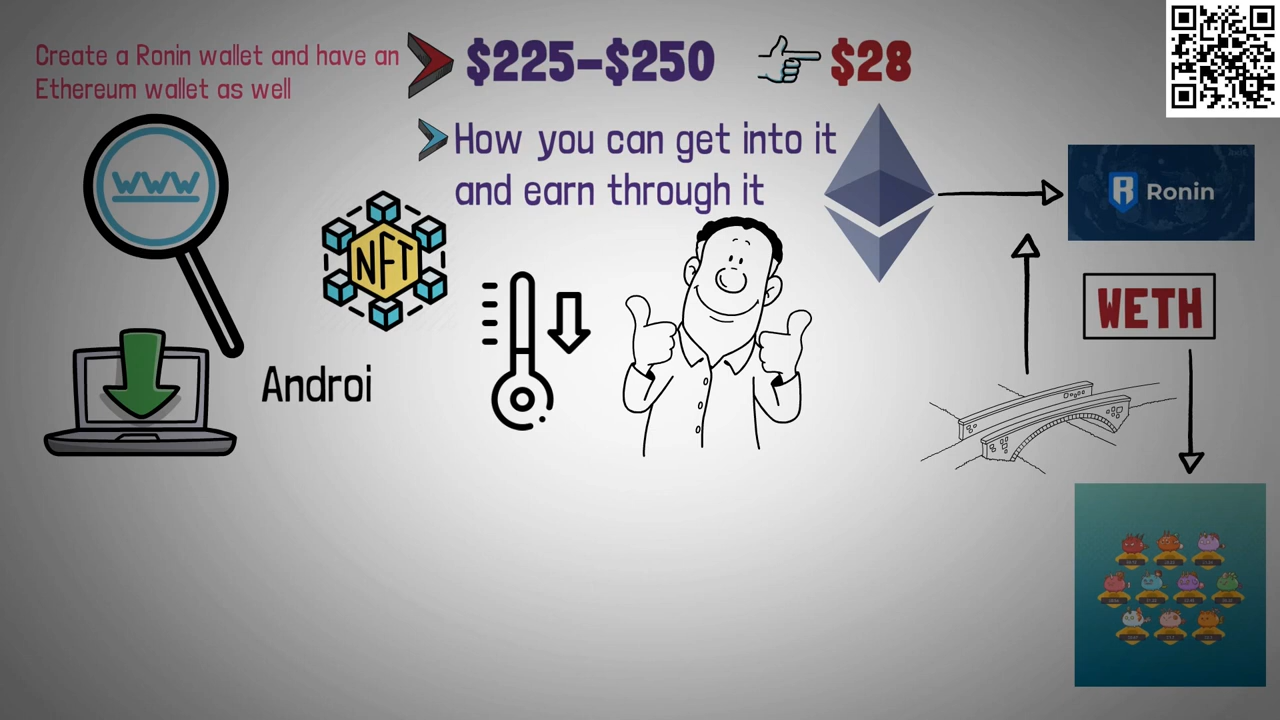 Create a Ronin wallet and have an
Ethereum wallet as well
$225-$250
$28
How you can get into it
and earn through it
www
NFT
Androi
Ronin
WETH